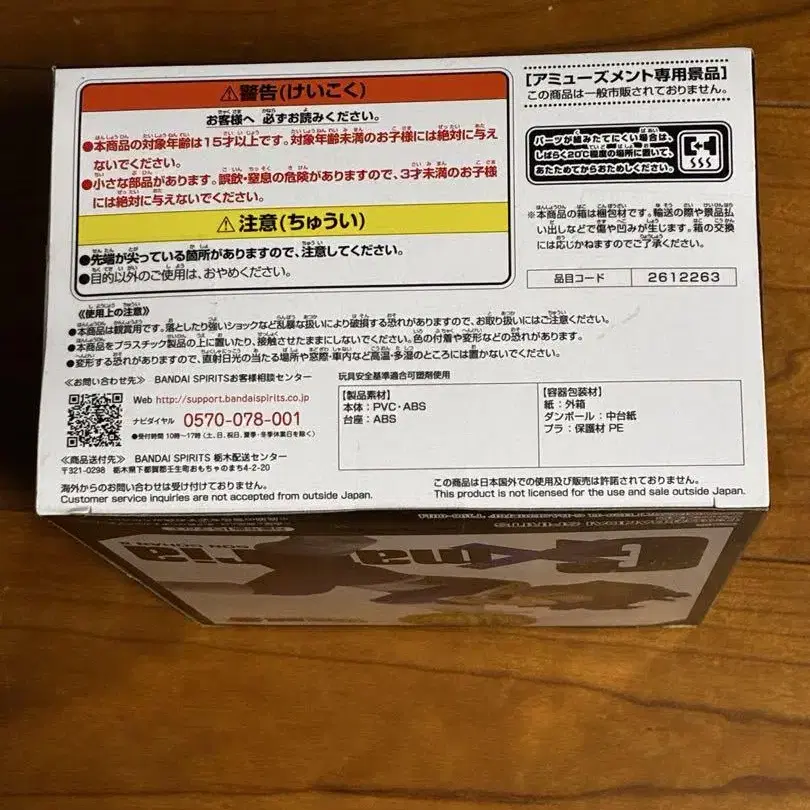 ⚠警告(けいこく)
お客様へ 必ずお読みください。
●本商品の対象年齢は15才以上です。対象年齢未満のお子様には絶対に与えないでください。
●小さな部品があります。誤飲・窒息の危険がありますので、3才未満のお子様には絶対に与えないでください。
⚠注意(ちゅうい)
●先端が尖っている箇所がありますので、注意してください。
●目的以外のご使用は、おやめください。
[アミューズメント専用景品]
この商品は一般市販されておりません。
パーツが組みたてにくい場合は、
しばらく20℃程度の場所に置いて、
あたためてからおためしください。
※本商品の箱は梱包材です。輸送の際や景品払
い出しなどで傷や凹みが生じます。箱の交換
には応じかねますのでご了承ください。
品目コード 2612263
≪使用上の注意≫
●本商品は観賞用です。落としたり強いショックなど乱暴な扱いにより破損する恐れがありますので、お取り扱いにはご注意ください。
●本商品をプラスチック製品の上に置いたり、接触させたままにしないでください。色の付着や変形などの恐れがあります。
●変形する恐れがありますので、直射日光の当たる場所や窓際・車内など高温・多湿のところには置かないでください。
≪お問い合わせ先≫ BANDAI SPIRITSお客様相談センター
Web http://support.bandaispirits.co.jp
ナビダイヤル 0570-078-001
●受付時間 10時〜17時 (土、日、祝日、夏季・冬季休業日を除く)
≪商品送付先≫ BANDAI SPIRITS 栃木配送センター
〒321-0298 栃木県下都賀郡壬生町おもちゃのまち4-2-20
海外からのお問い合わせは受け付けておりません。
Customer service inquiries are not accepted from outside Japan.
玩具安全基準適合可塑剤使用
【製品素材】
本体:PVC・ABS
台座:ABS
【容器包装材】
紙:外箱
ダンボール:中台紙
プラ:保護材 PE
この商品は日本国外での使用及び販売は許諾されておりません。
This product is not licensed for the use and sale outside Japan.